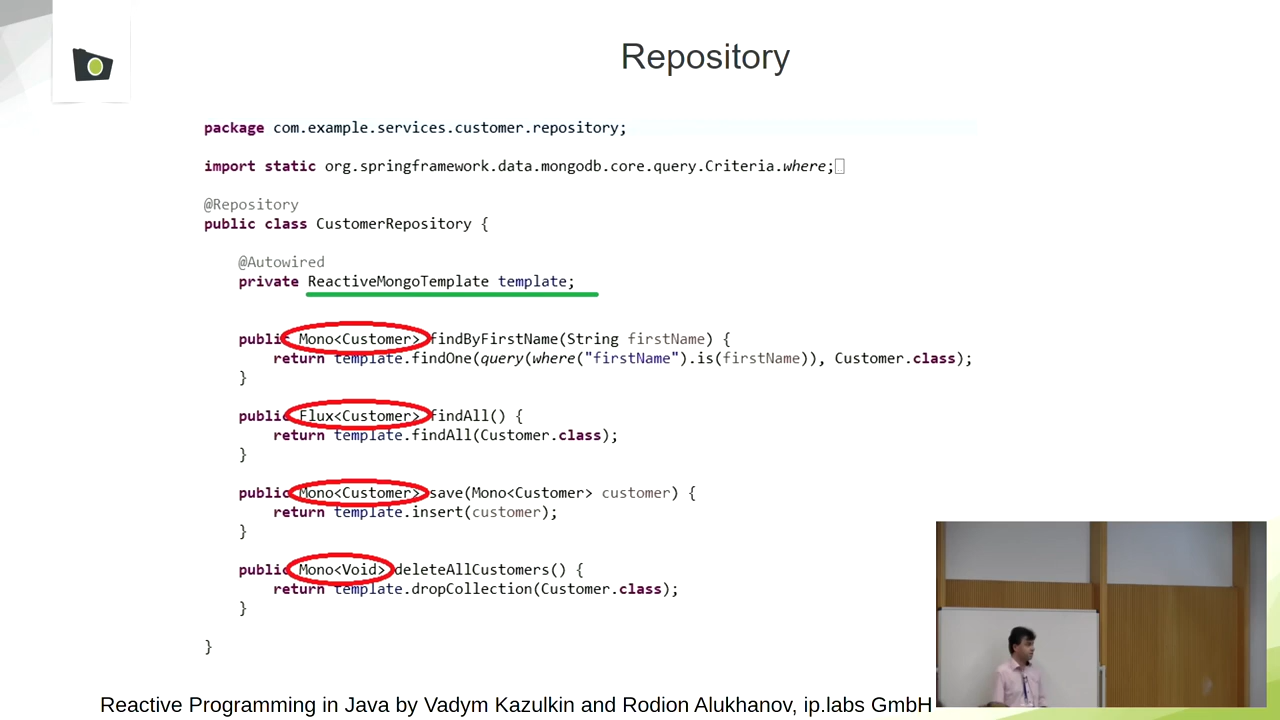 Repository
package com.example.services.customer.repository;
import static org.springframework.data.mongodb.core.query.Criteria.where;
@Repository
public class CustomerRepository {
@Autowired
private ReactiveMongoTemplate template;
public Mono<Customer> findByFirstName(String firstName) {
return template.findOne(query(where("firstName").is(firstName)), Customer.class);
}
public Flux<Customer> findAll() {
return template.findAll(Customer.class);
}
public Mono<Customer> save(Mono<Customer> customer) {
return template.insert(customer);
}
public Mono<Void> deleteAllCustomers() {
return template.dropCollection(Customer.class);
}
}
Reactive Programming in Java by Vadym Kazulkin and Rodion Alukhanov, ip.labs GmbH